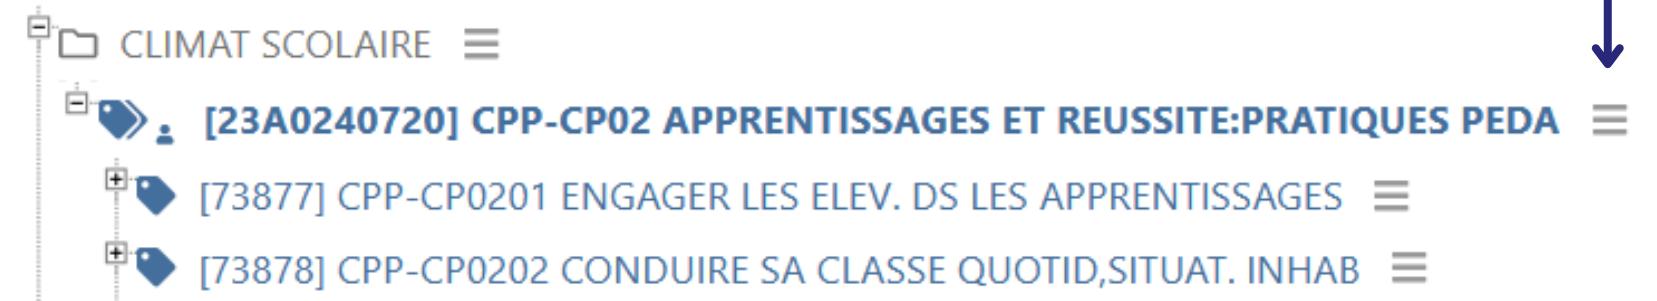 CLIMAT SCOLAIRE
[23A0240720] CPP-CP02 APPRENTISSAGES ET REUSSITE:PRATIQUES PEDA
[73877] CPP-CP0201 ENGAGER LES ELEV. DS LES APPRENTISSAGES
[73878] CPP-CP0202 CONDUIRE SA CLASSE QUOTID,SITUAT. INHAB